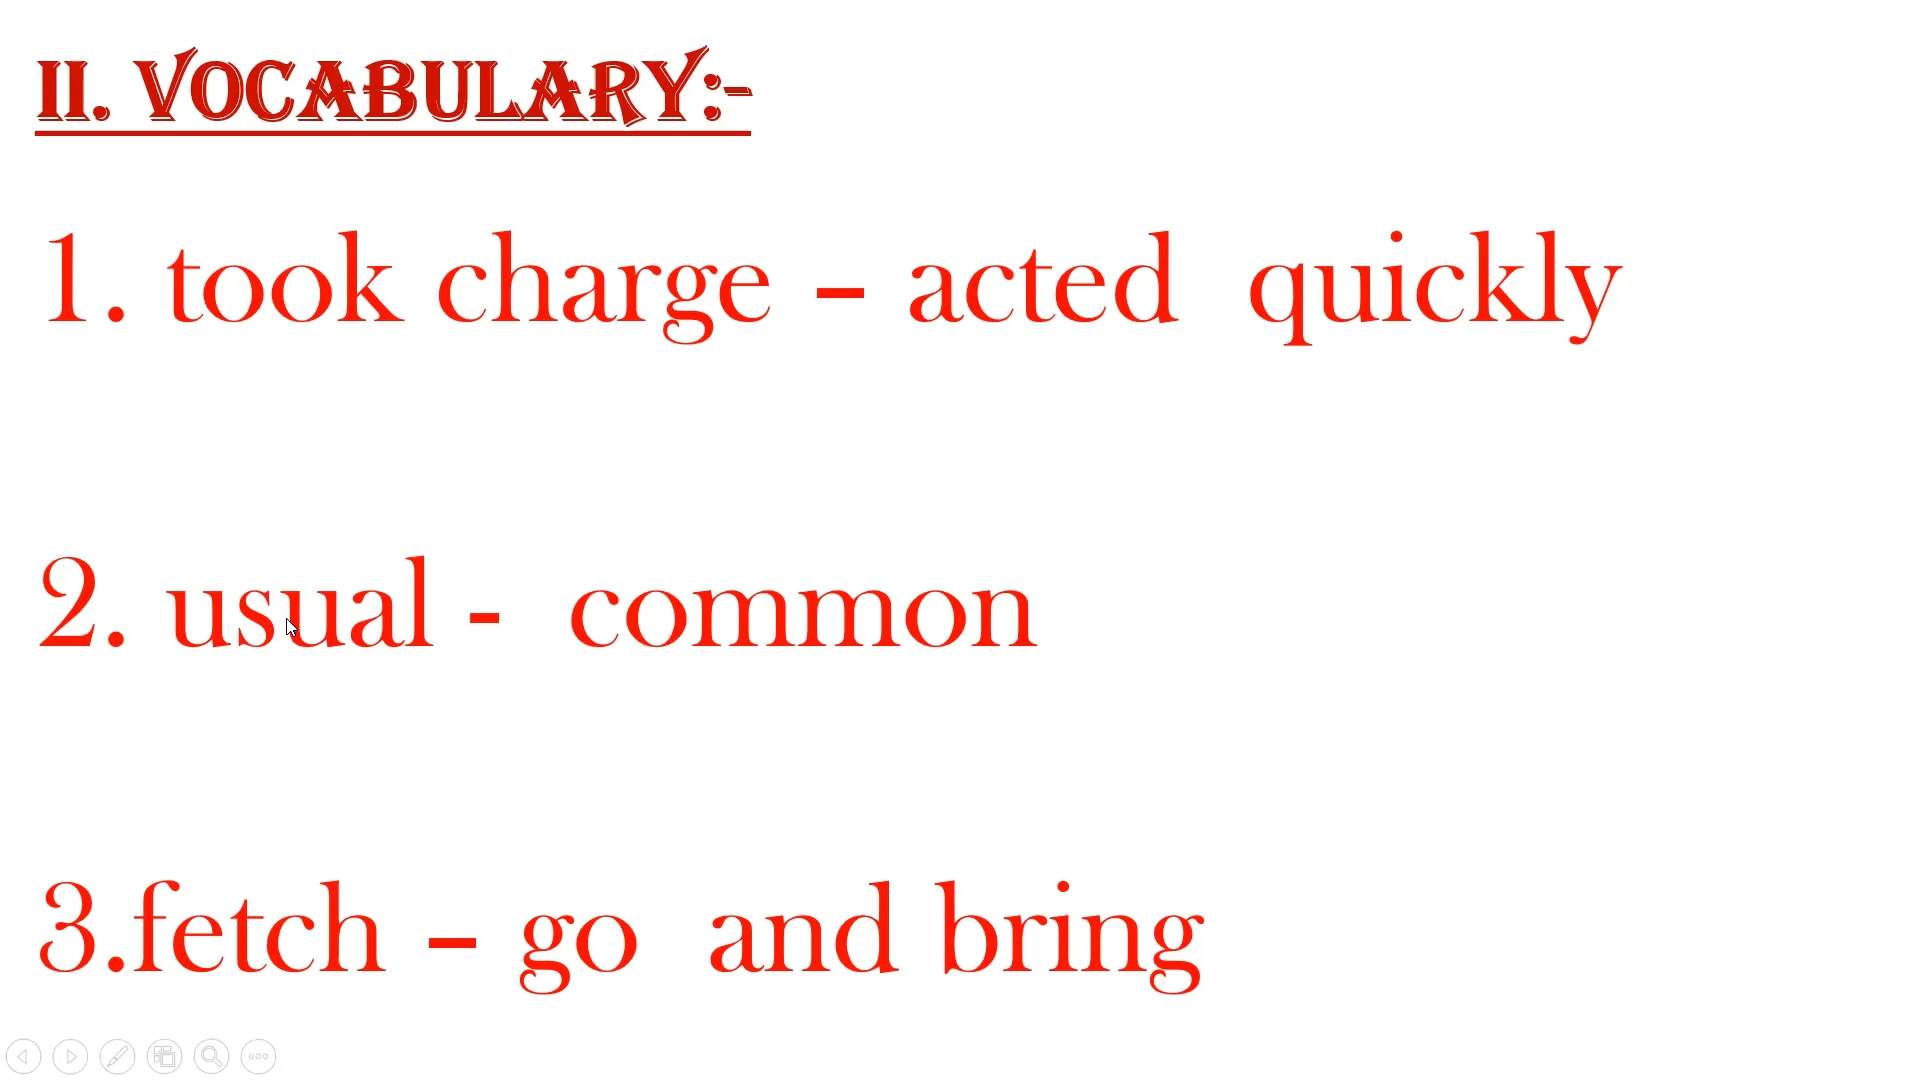 II. VOCABULARY:-
1. took charge – acted quickly
2. usual - common
3.fetch – go and bring